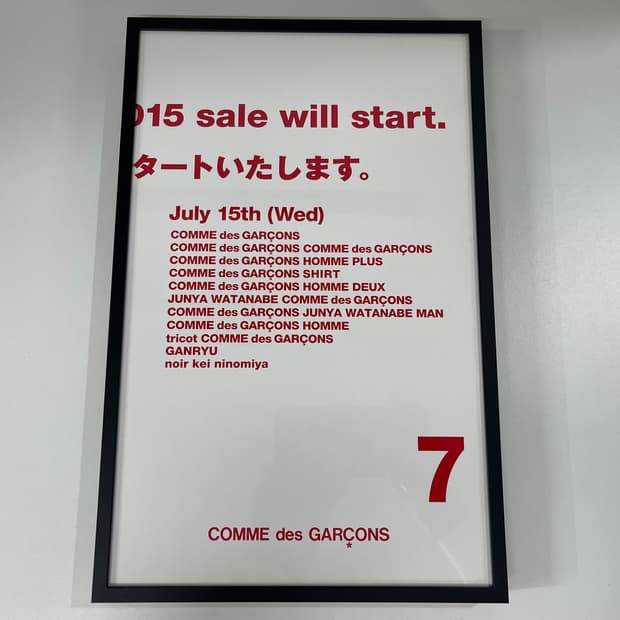 015 sale will start.
タートいたします。
July 15th (Wed)
COMME des GARÇONS
COMME des GARÇONS COMME des GARÇONS
COMME des GARÇONS HOMME PLUS
COMME des GARÇONS SHIRT
COMME des GARÇONS HOMME DEUX
JUNYA WATANABE COMME des GARÇONS
COMME des GARÇONS JUNYA WATANABE MAN
COMME des GARÇONS HOMME
tricot COMME des GARÇONS
GANRYU
noir kei ninomiya
7
COMME des GARÇONS